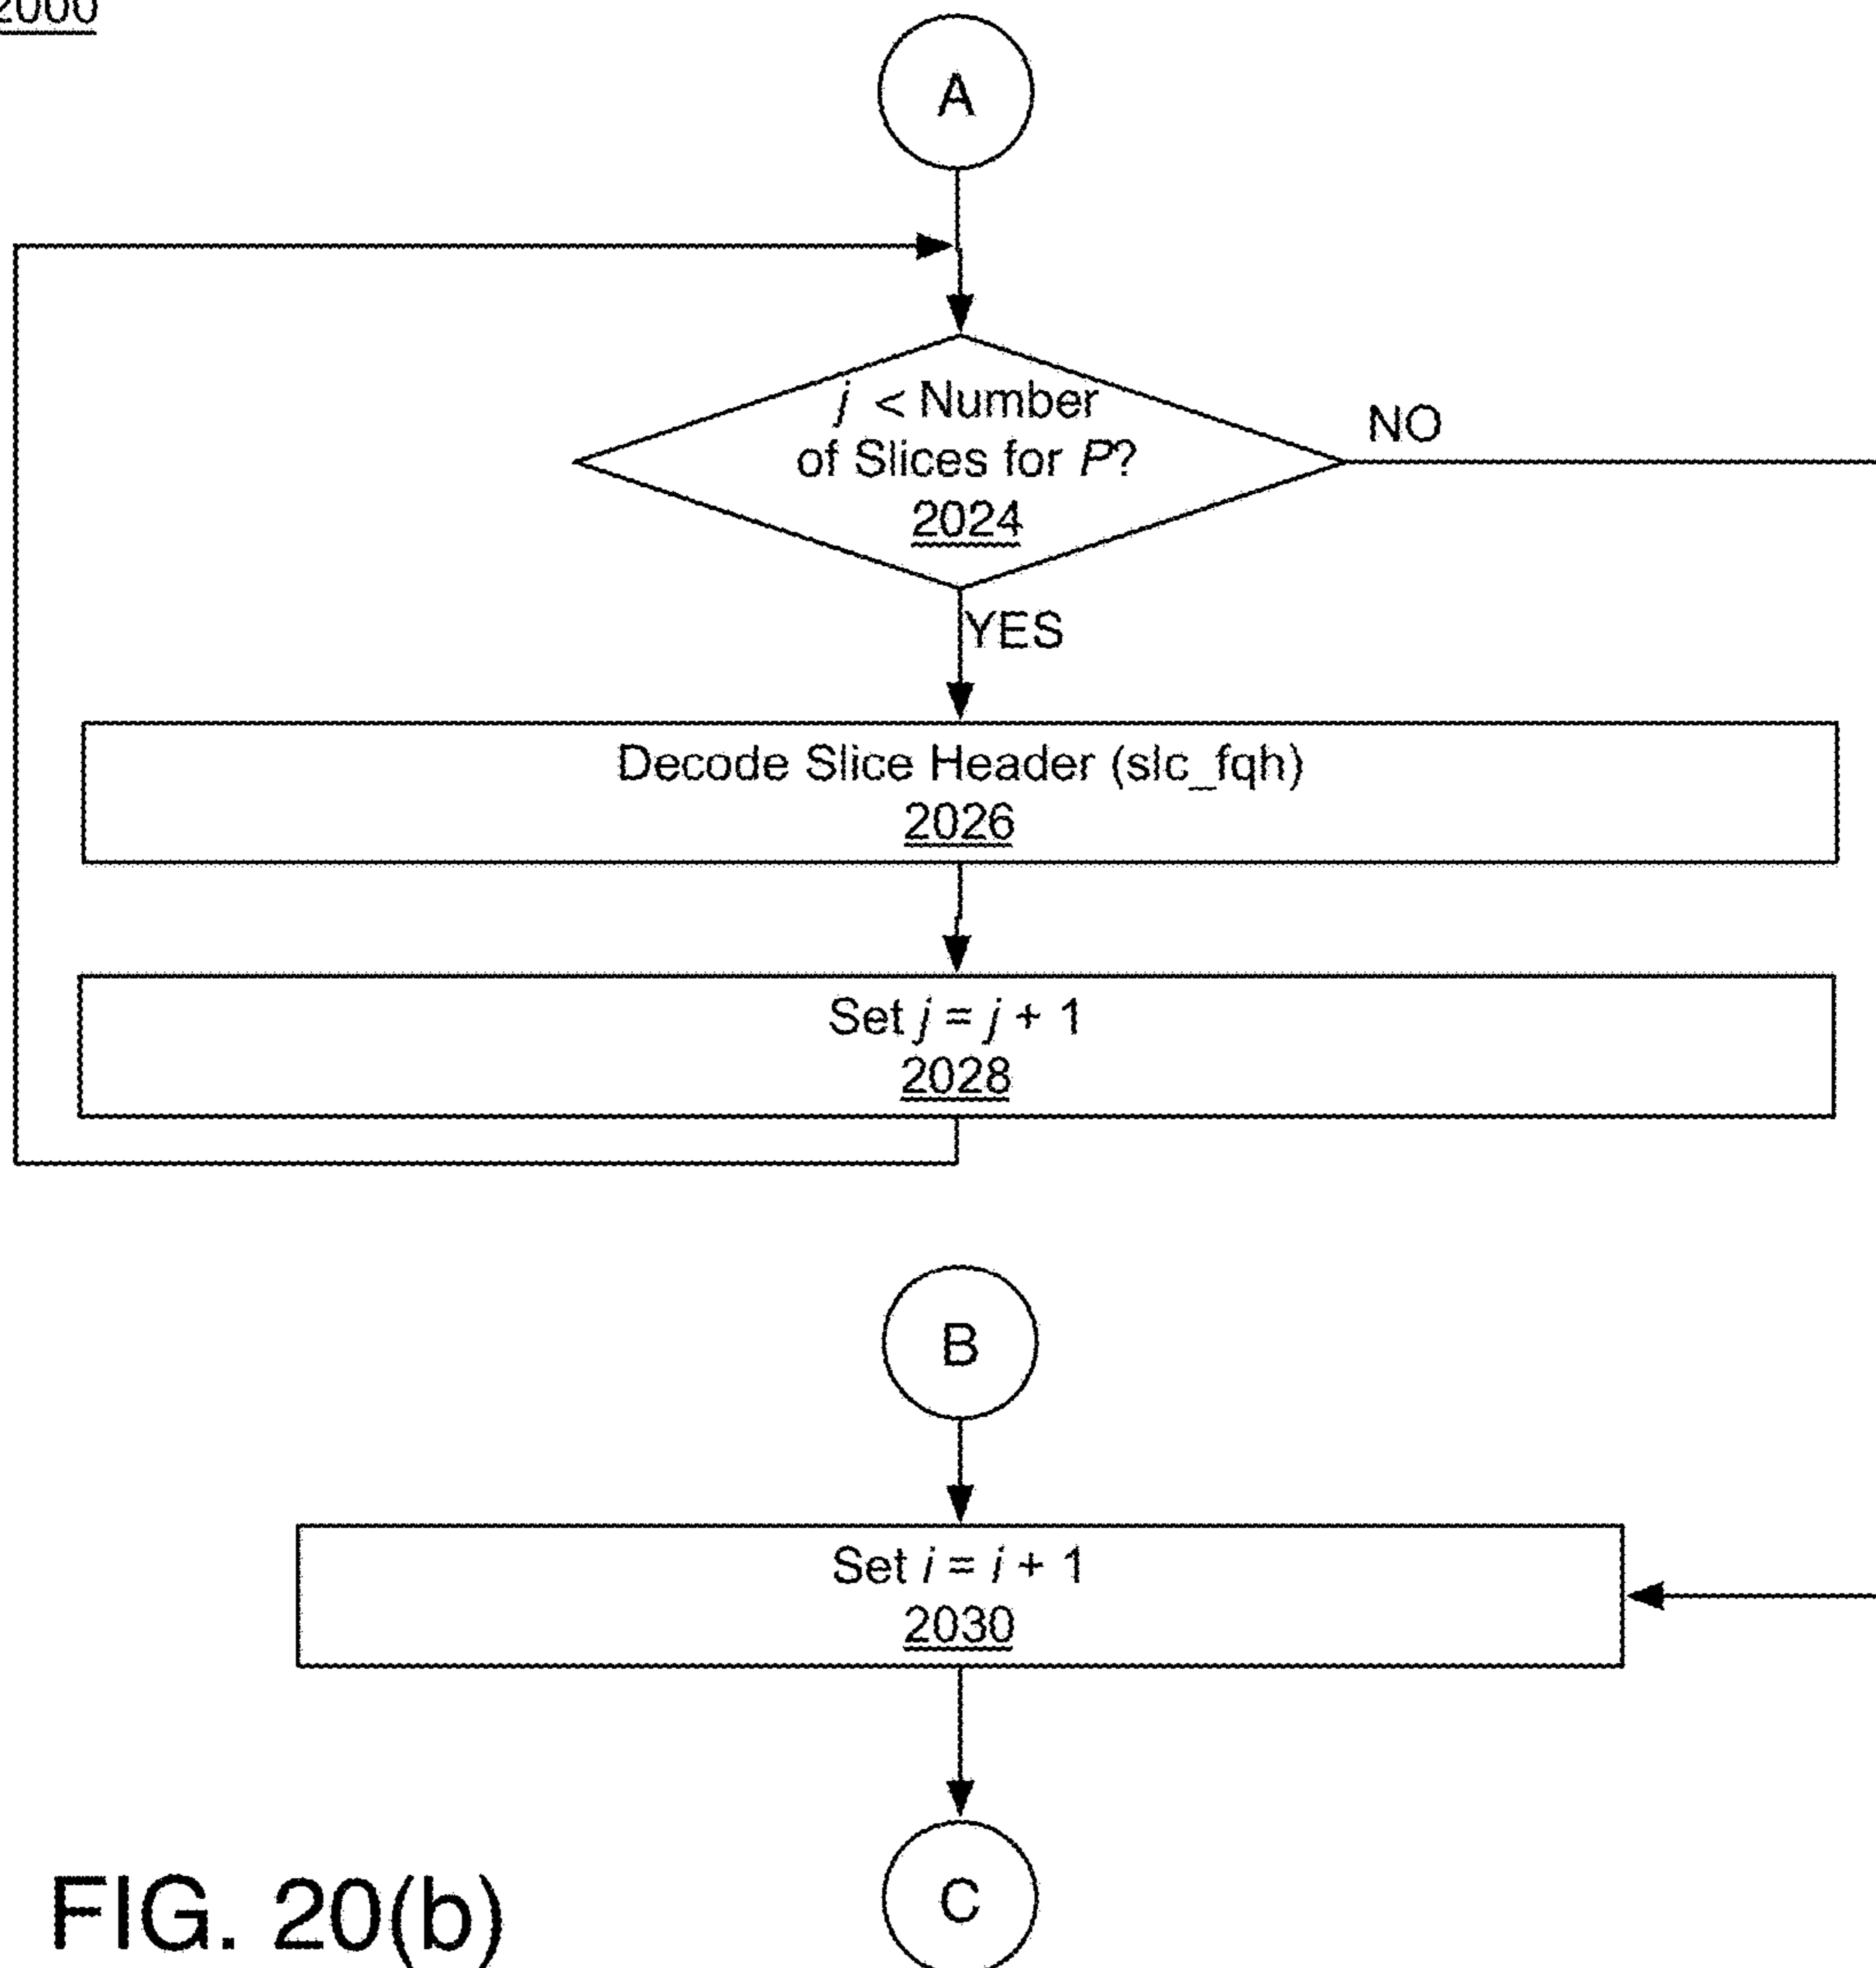 2000
A
j < Number
of Slices for P?
2024
NO
YES
Decode Slice Header (slc_fqh)
2026
Set j = j + 1
2028
B
Set i = i + 1
2030
C
FIG. 20(b)